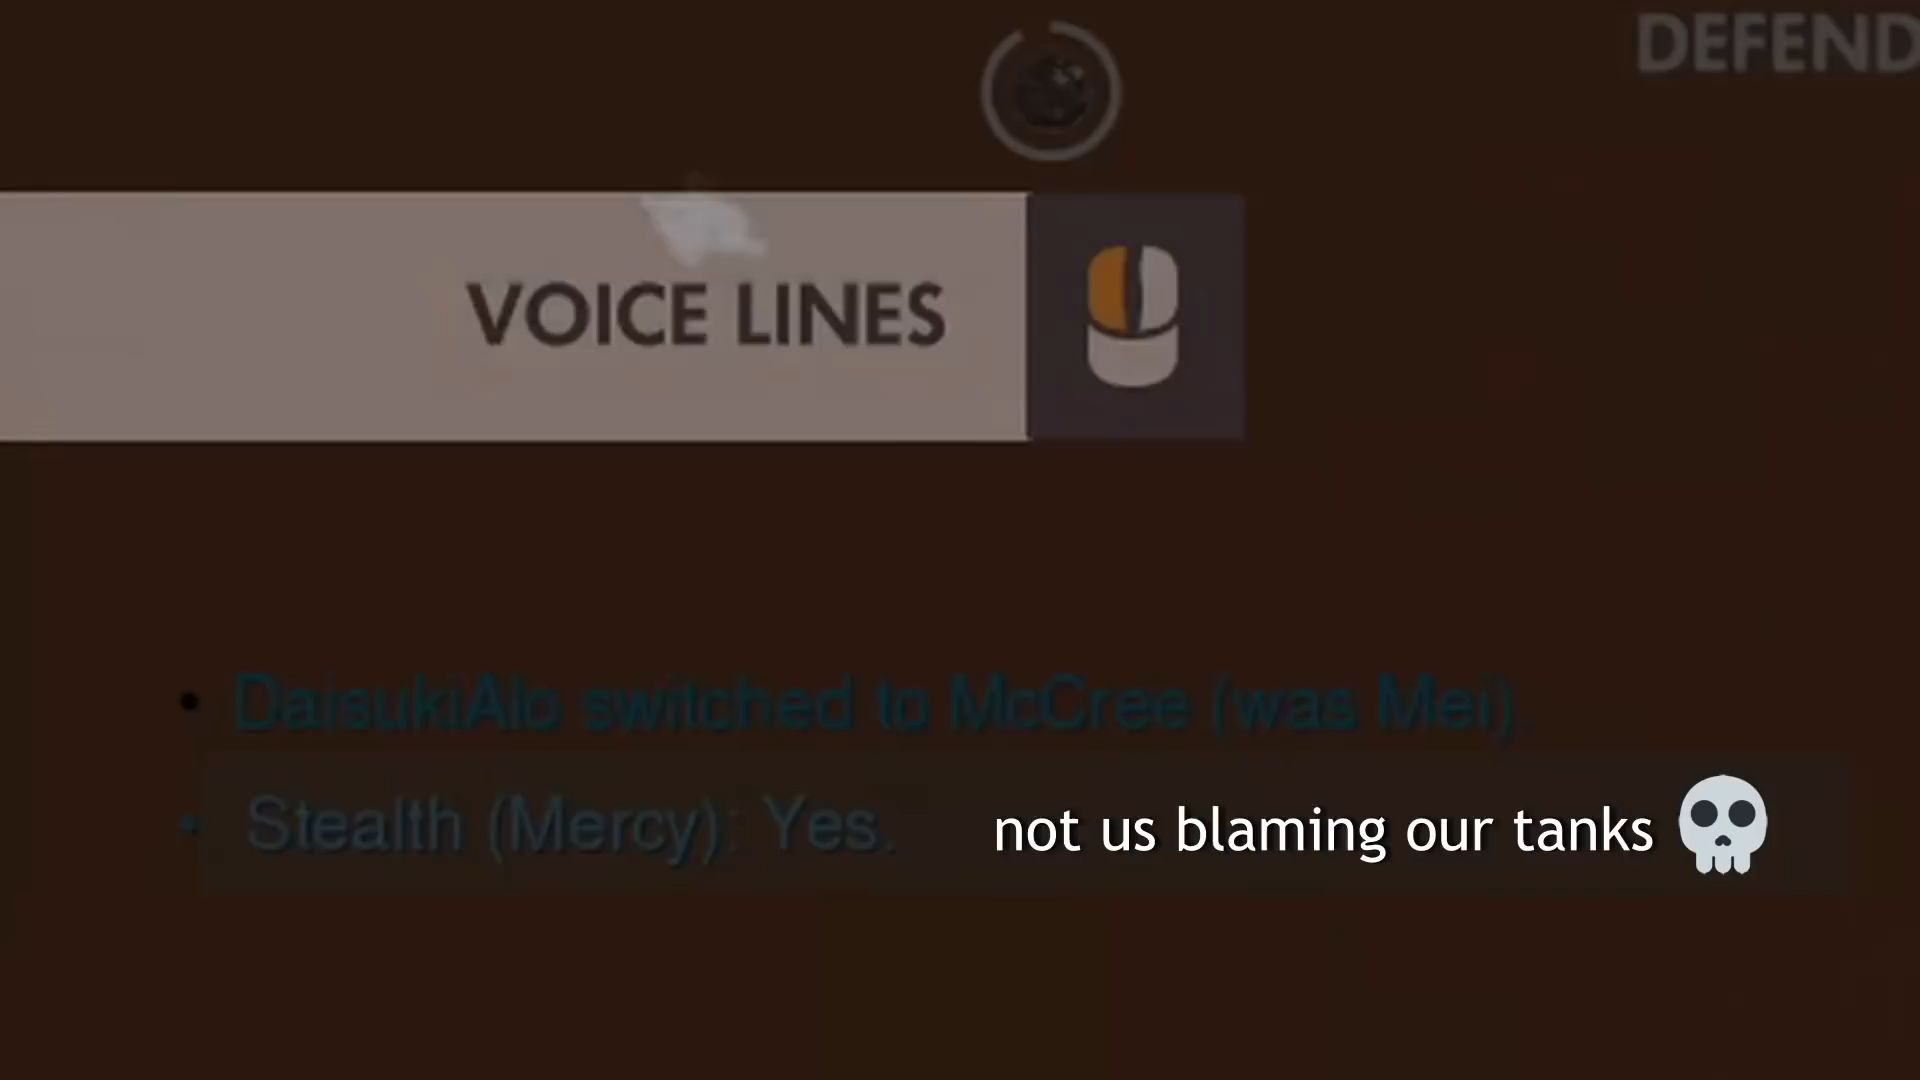 DEFEND
VOICE LINES
• DaisukiAlo switched to McCree (was Mei).
• Stealth (Mercy): Yes.
not us blaming our tanks 💀